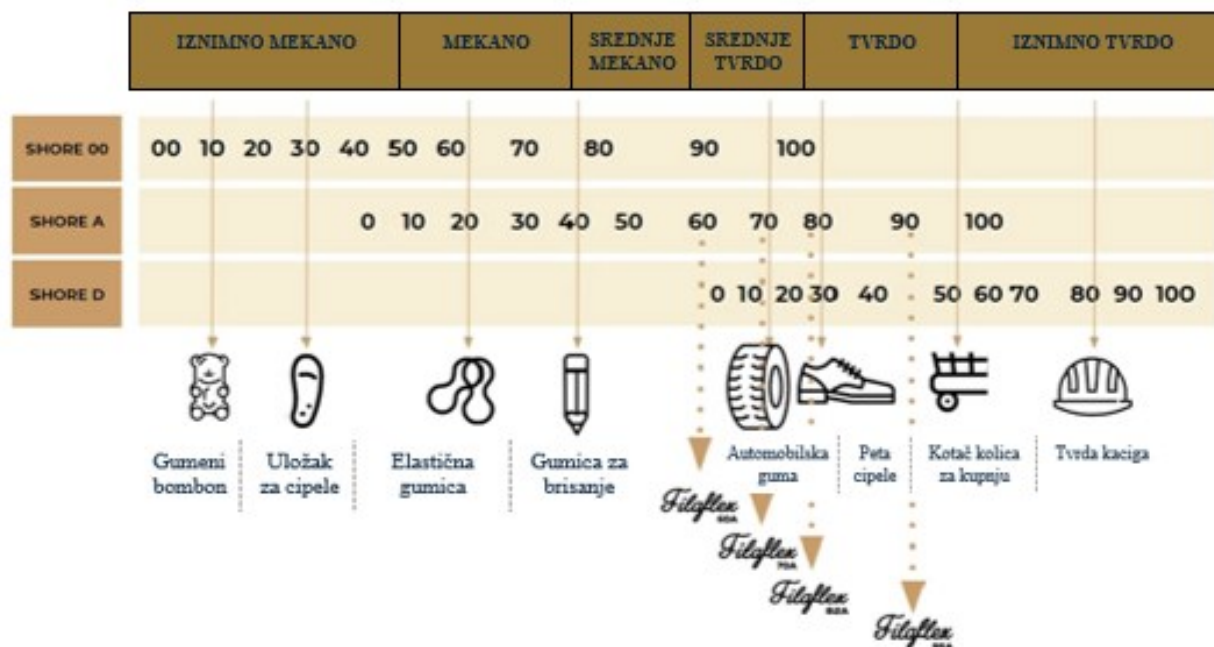 IZNIMNO MEKANO
MEKANO
SREDNJE
MEKANO
SREDNJE
TVRDO
TVRDO
IZNIMNO TVRDO
SHORE 00 00 10 20 30 40 50 60 70 80 90 100
SHORE A 0 10 20 30 40 50 60 70 80 90 100
SHORE D 0 10 20 30 40 50 60 70 80 90 100
Gumeni
bombon
Uložak
za cipele
Elastična
gumica
Gumica za
brisanje
Automobilska
guma
Peta
cipele
Kotač kolica
za kupnju
Tvrda kaciga
Filaflex
60A
Filaflex
70A
Filaflex
82A
Filaflex